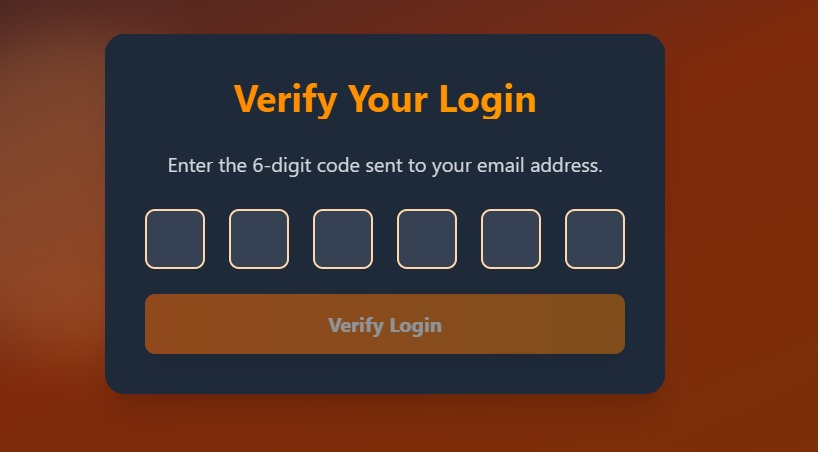 Verify Your Login
Enter the 6-digit code sent to your email address.
Verify Login